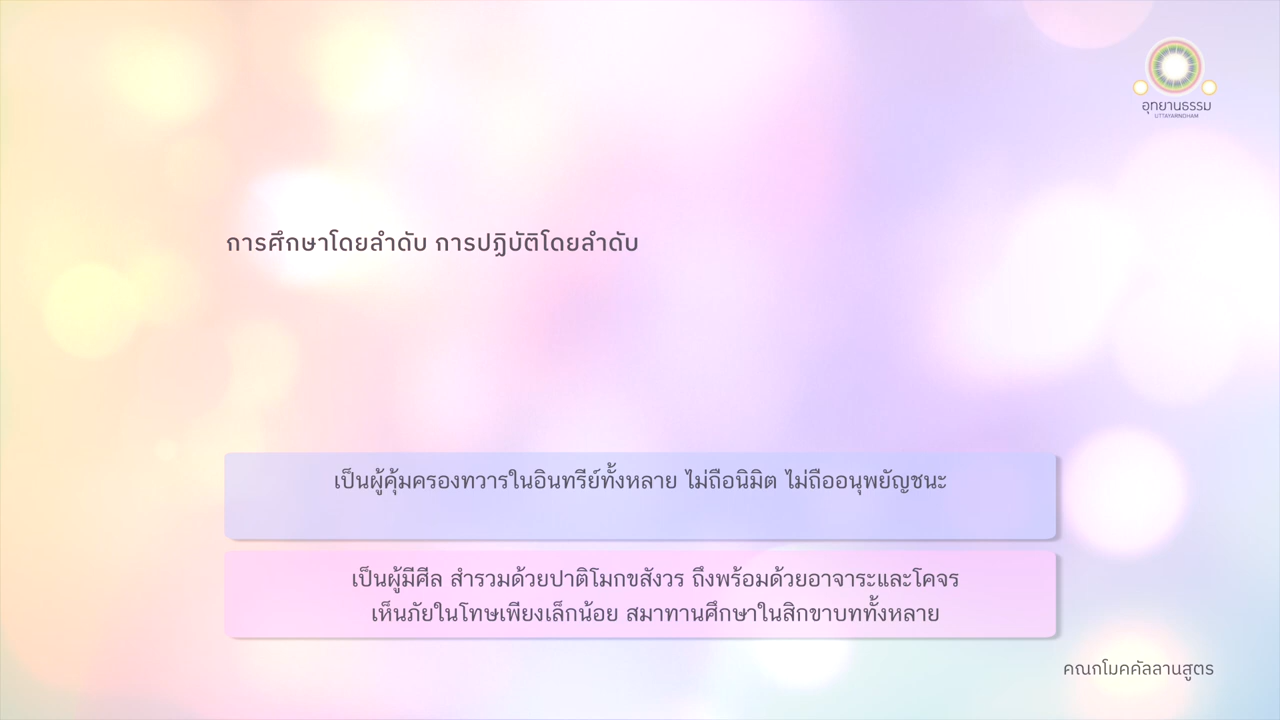 อุทยานธรรม
UTTAYARNDHAM
การศึกษาโดยลำดับ การปฏิบัติโดยลำดับ
เป็นผู้คุ้มครองทวารในอินทรีย์ทั้งหลาย ไม่ถือนิมิต ไม่ถืออนุพยัญชนะ
เป็นผู้มีศีล สำรวมด้วยปาติโมกขสังวร ถึงพร้อมด้วยอาจาระและโคจร
เห็นภัยในโทษเพียงเล็กน้อย สมาทานศึกษาในสิกขาบททั้งหลาย
คณกโมคคัลลานสูตร